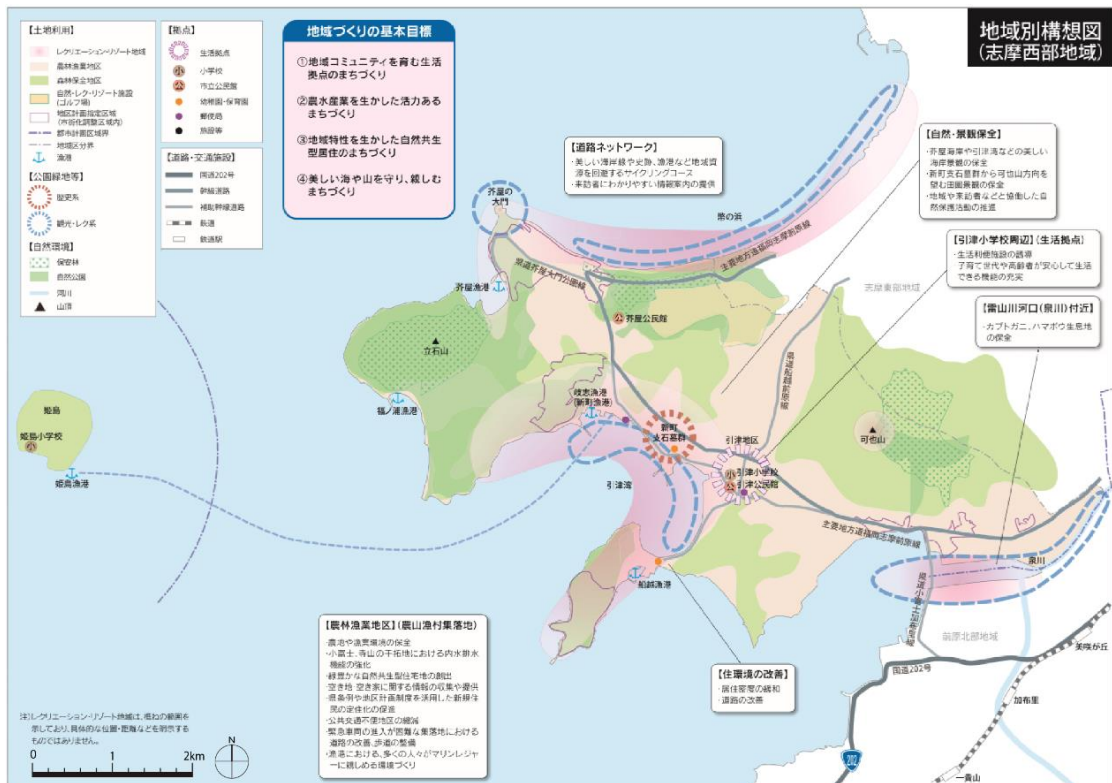 地域別構想図
(志摩西部地域)
【土地利用】
レクリエーション・リゾート地域
農林漁業地区
森林保全地区
自然・レク・リゾート施設
(ゴルフ場)
地区計画指定区域
(市街化調整区域内)
都市計画区域界
地域区分界
漁港
【公園緑地等】
歴史系
観光・レク系
【自然環境】
保安林
自然公園
河川
山頂
【拠点】
生活拠点
小 小学校
公 市立公民館
幼稚園・保育園
郵便局
施設等
【道路・交通施設】
国道202号
幹線道路
補助幹線道路
鉄道
鉄道駅
地域づくりの基本目標
①地域コミュニティを育む生活
拠点のまちづくり
②農水産業を生かした活力ある
まちづくり
③地域特性を生かした自然共生
型居住のまちづくり
④美しい海や山を守り、親しむ
まちづくり
【道路ネットワーク】
・美しい海岸線や史跡、漁港など地域資
源を回遊するサイクリングコース
・来訪者にわかりやすい情報案内の提供
【自然・景観保全】
・芥屋海岸や引津湾などの美しい
海岸景観の保全
・新町支石墓群から可也山方向を
望む田園景観の保全
・地域や来訪者などと協働した自
然保護活動の推進
【引津小学校周辺】(生活拠点)
・生活利便施設の誘導
子育て世代や高齢者が安心して生活
できる機能の充実
【雷山川河口(泉川)付近】
・カブトガニ、ハマボウ生息地
の保全
芥屋の
大門
幣の浜
主要地方道福岡志摩前原線
県道芥屋大門公園線
芥屋漁港
公 芥屋公民館
志摩東部地域
県道船越前原線
立石山
福ノ浦漁港
岐志漁港
(新町漁港)
新町
支石墓群
引津地区
小 引津小学校
公 引津公民館
可也山
引津湾
姫島
姫島小学校
小
姫島漁港
船越漁港
主要地方道福岡志摩前原線
泉川
前原北部地域
国道202号
美咲が丘
加布里
一貴山
202
【農林漁業地区】(農山漁村集落地)
・農地や漁業環境の保全
・小富士、寺山の干拓地における内水排水
機能の強化
・緑豊かな自然共生型住宅地の創出
・空き地・空き家に関する情報の収集や提供
・県条例や地区計画制度を活用した新規住
民の定住化の促進
・公共交通不便地区の縮減
・緊急車両の進入が困難な集落地における
道路の改善、歩道の整備
・漁港における、多くの人々がマリンレジャ
ーに親しめる環境づくり
【住環境の改善】
・居住密度の緩和
・道路の改善
注)レクリエーション・リゾート地域は、概ねの範囲を
示しており、具体的な位置・距離などを明示する
ものではありません。
0 1 2km
N